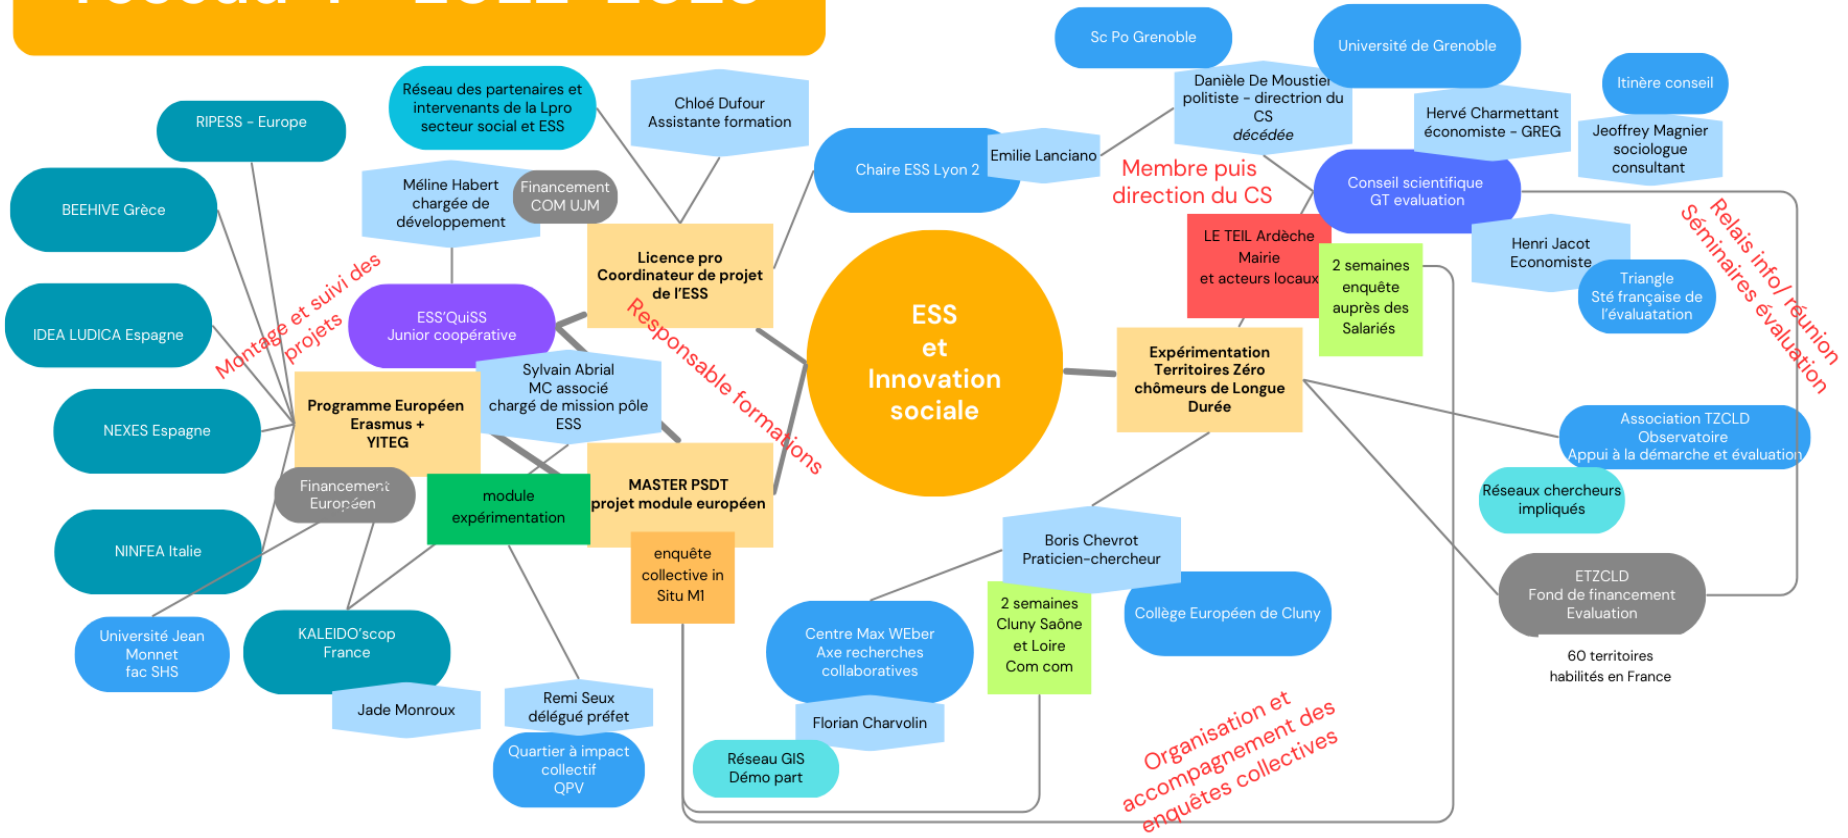 Sc Po Grenoble
Université de Grenoble
Itinère conseil
Réseau des partenaires et
intervenants de la Lpro
secteur social et ESS
Chloé Dufour
Assistante formation
Danièle De Moustier
politiste - directrion du
CS
décédée
Hervé Charmettant
économiste - GREG
Jeoffrey Magnier
sociologue
consultant
RIPESS - Europe
Emilie Lanciano
Chaire ESS Lyon 2
Membre puis
direction du CS
Conseil scientifique
GT evaluation
Méline Habert
chargée de
développement
Financement
COM UJM
BEEHIVE Grèce
Relais info/ réunion
Séminaires évaluation
LE TEIL Ardèche
Mairie
et acteurs locaux
Henri Jacot
Economiste
Licence pro
Coordinateur de projet
de l'ESS
2 semaines
enquête
auprès des
Salariés
Triangle
Sté française de
l'évaluatation
Montage et suivi des
projets
ESS'QuiSS
Junior coopérative
IDEA LUDICA Espagne
Responsable formations
ESS
et
Innovation
sociale
Expérimentation
Territoires Zéro
chômeurs de Longue
Durée
Sylvain Abrial
MC associé
chargé de mission pôle
ESS
Programme Européen
Erasmus +
YITEG
NEXES Espagne
Association TZCLD
Observatoire
Appui à la démarche et évaluation
Financement
Européen
module
expérimentation
MASTER PSDT
projet module européen
Réseaux chercheurs
impliqués
NINFEA Italie
enquête
collective in
Situ M1
Boris Chevrot
Praticien-chercheur
ETZCLD
Fond de financement
Evaluation
2 semaines
Cluny Saône
et Loire
Com com
Collège Européen de Cluny
Université Jean
Monnet
fac SHS
KALEIDO'scop
France
Centre Max WEber
Axe recherches
collaboratives
60 territoires
habilités en France
Jade Monroux
Remi Seux
délégué préfet
Florian Charvolin
Quartier à impact
collectif
QPV
Réseau GIS
Démo part
Organisation et
accompagnement des
enquêtes collectives